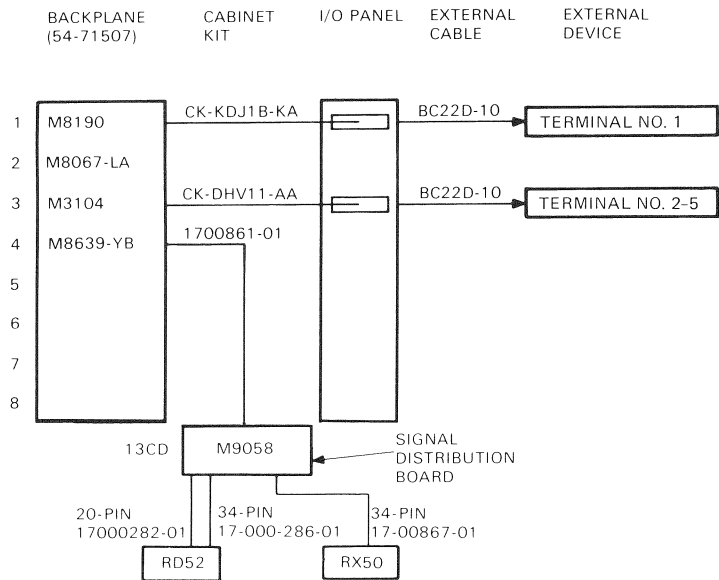 BACKPLANE
(54-71507)
CABINET
KIT
I/O PANEL
EXTERNAL
CABLE
EXTERNAL
DEVICE
1
M8190
CK-KDJ1B-KA
BC22D-10
TERMINAL NO. 1
2
M8067-LA
3
M3104
CK-DHV11-AA
BC22D-10
TERMINAL NO. 2-5
4
M8639-YB
1700861-01
5
6
7
8
13CD
M9058
SIGNAL
DISTRIBUTION
BOARD
20-PIN
17000282-01
34-PIN
17-000-286-01
34-PIN
17-00867-01
RD52
RX50